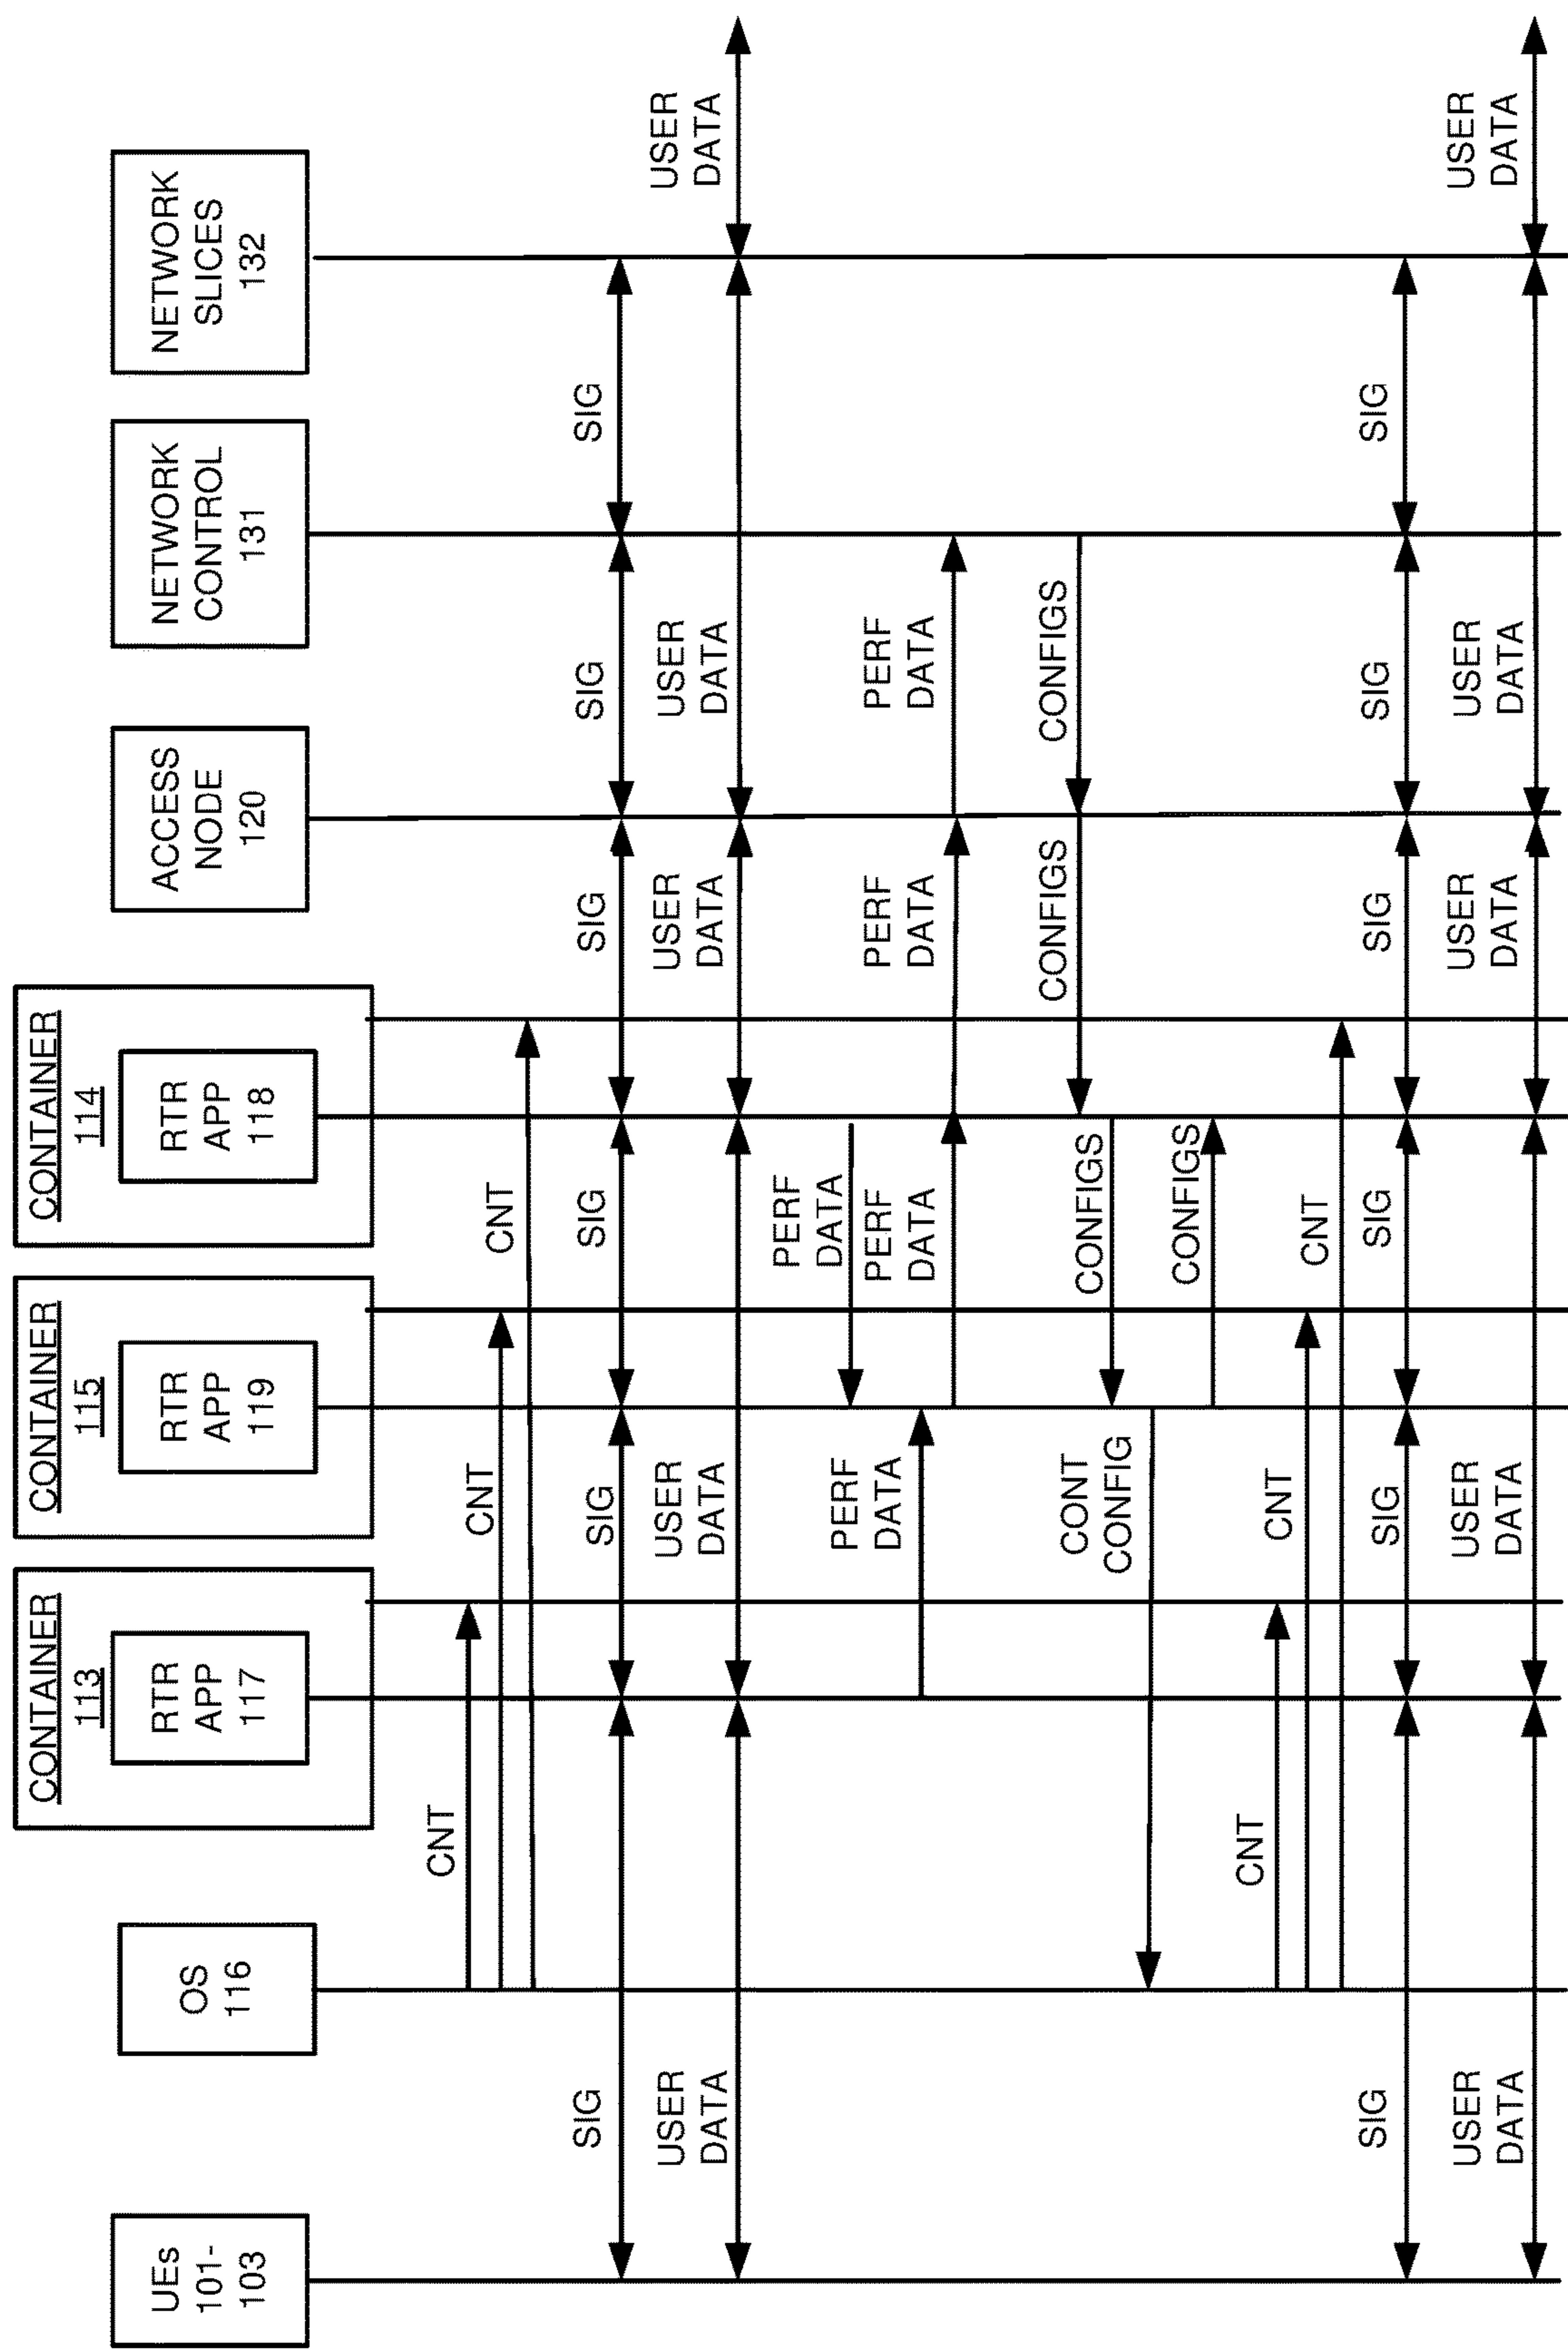 UEs
101-
103
OS
116
CONTAINER
113
RTR
APP
117
CONTAINER
115
RTR
APP
119
CONTAINER
114
RTR
APP
118
ACCESS
NODE
120
NETWORK
CONTROL
131
NETWORK
SLICES
132
CNT
CNT
CNT
SIG
SIG
SIG
SIG
SIG
SIG
USER
DATA
USER
DATA
USER
DATA
USER
DATA
USER
DATA
PERF
DATA
PERF
DATA
PERF
DATA
PERF
DATA
PERF
DATA
CONFIGS
CONFIGS
CONFIGS
CONT
CONFIG
CONFIGS
CNT
CNT
CNT
SIG
SIG
SIG
SIG
SIG
SIG
USER
DATA
USER
DATA
USER
DATA
USER
DATA
USER
DATA